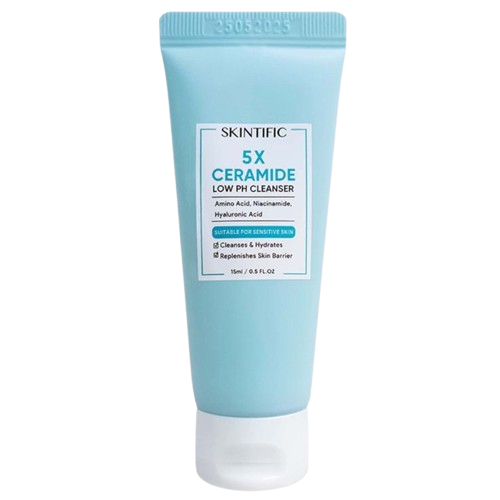 25052025
SKINTIFIC
5X
CERAMIDE
LOW PH CLEANSER
Amino Acid, Niacinamide,
Hyaluronic Acid
SUITABLE FOR SENSITIVE SKIN
Cleanses & Hydrates
Replenishes Skin Barrier
15ml / 0.5 FL.OZ